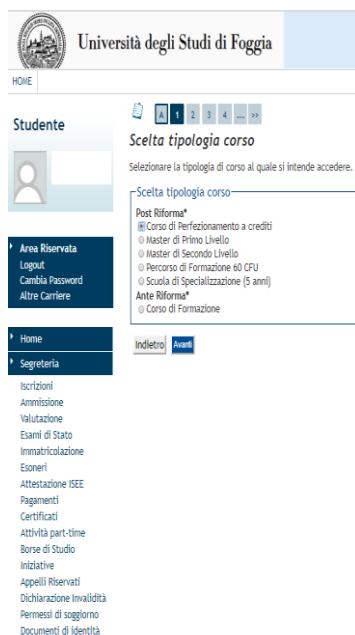 Università degli Studi di Foggia
HOME
A 1 2 3 4 ... >>
Studente
Scelta tipologia corso
Selezionare la tipologia di corso al quale si intende accedere.
Scelta tipologia corso
Post Riforma*
Corso di Perfezionamento a crediti
Master di Primo Livello
Master di Secondo Livello
Percorso di Formazione 60 CFU
Scuola di Specializzazione (5 anni)
Ante Riforma*
Corso di Formazione
Indietro Avanti
Area Riservata
Logout
Cambia Password
Altre Carriere
Home
Segreteria
Iscrizioni
Ammissione
Valutazione
Esami di Stato
Immatricolazione
Esoneri
Attestazione ISEE
Pagamenti
Certificati
Attività part-time
Borse di Studio
Iniziative
Appelli Riservati
Dichiarazione Invalidità
Permessi di soggiorno
Documenti di identità